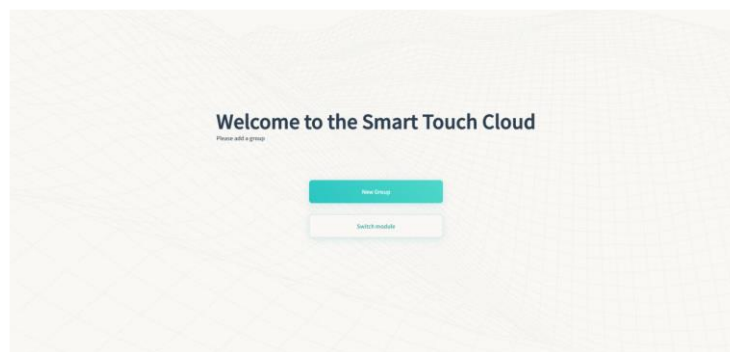 Welcome to the Smart Touch Cloud
Please add a group
New Group
Switch module